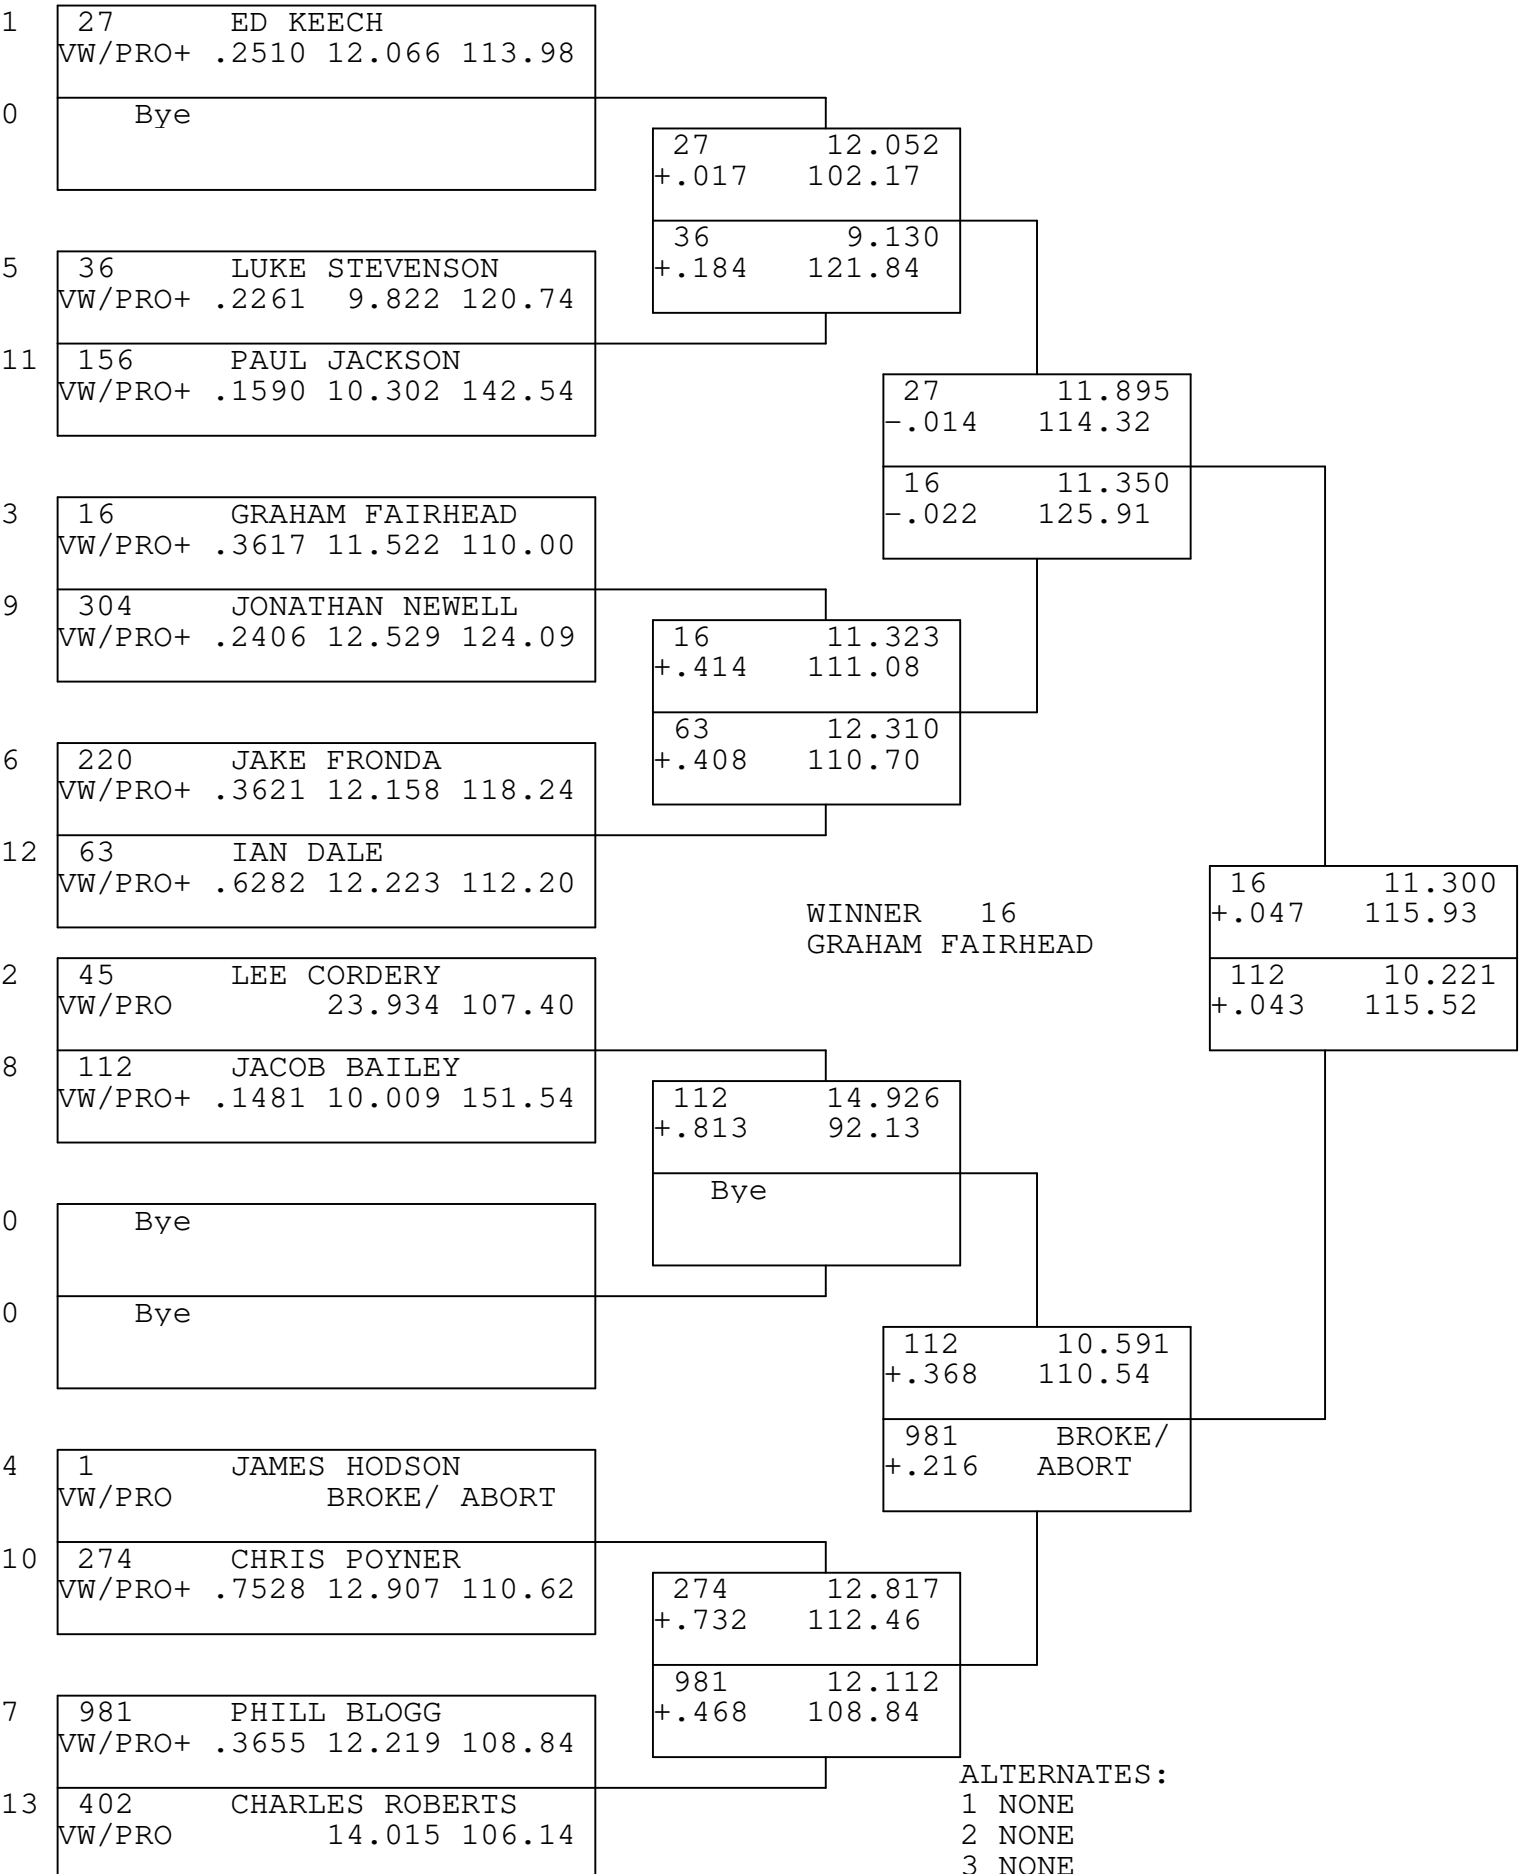 1 27 ED KEECH
VW/PRO+ .2510 12.066 113.98
0 Bye
5 36 LUKE STEVENSON
VW/PRO+ .2261 9.822 120.74
11 156 PAUL JACKSON
VW/PRO+ .1590 10.302 142.54
3 16 GRAHAM FAIRHEAD
VW/PRO+ .3617 11.522 110.00
9 304 JONATHAN NEWELL
VW/PRO+ .2406 12.529 124.09
6 220 JAKE FRONDA
VW/PRO+ .3621 12.158 118.24
12 63 IAN DALE
VW/PRO+ .6282 12.223 112.20
2 45 LEE CORDERY
VW/PRO 23.934 107.40
8 112 JACOB BAILEY
VW/PRO+ .1481 10.009 151.54
0 Bye
0 Bye
4 1 JAMES HODSON
VW/PRO BROKE/ ABORT
10 274 CHRIS POYNER
VW/PRO+ .7528 12.907 110.62
7 981 PHILL BLOGG
VW/PRO+ .3655 12.219 108.84
13 402 CHARLES ROBERTS
VW/PRO 14.015 106.14
27 12.052
+.017 102.17
36 9.130
+.184 121.84
16 11.323
+.414 111.08
63 12.310
+.408 110.70
112 14.926
+.813 92.13
Bye
274 12.817
+.732 112.46
981 12.112
+.468 108.84
27 11.895
-.014 114.32
16 11.350
-.022 125.91
112 10.591
+.368 110.54
981 BROKE/
+.216 ABORT
16 11.300
+.047 115.93
112 10.221
+.043 115.52
WINNER 16
GRAHAM FAIRHEAD
ALTERNATES:
1 NONE
2 NONE
3 NONE